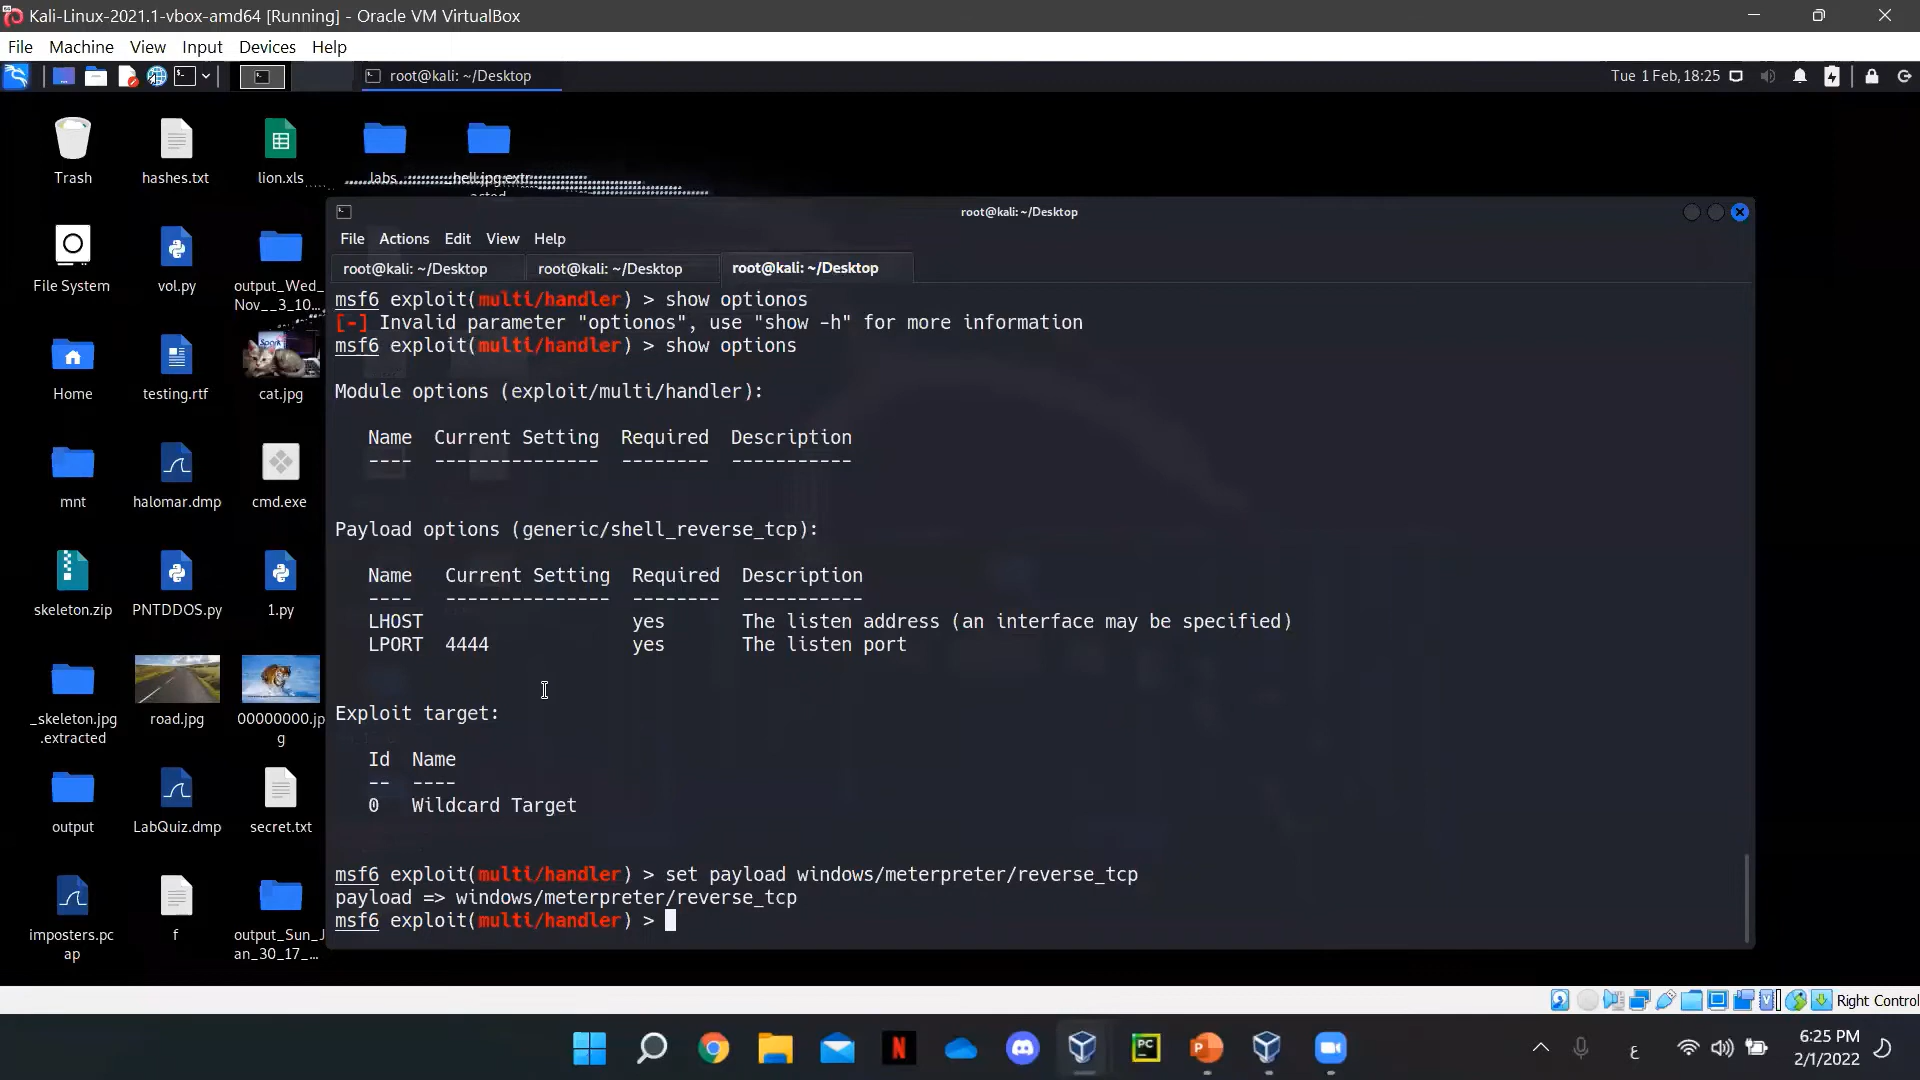 Kali-Linux-2021.1-vbox-amd64 [Running] - Oracle VM VirtualBox
File Machine View Input Devices Help
root@kali: ~/Desktop
Tue 1 Feb, 18:25
Trash
hashes.txt
lion.xls
labs
File System
vol.py
output_Wed_
Nov__3_10...
Home
testing.rtf
cat.jpg
mnt
halomar.dmp
cmd.exe
skeleton.zip
PNTDDOS.py
1.py
_skeleton.jpg
.extracted
road.jpg
00000000.jp
g
output
LabQuiz.dmp
secret.txt
imposters.pc
ap
f
output_Sun_J
an_30_17_...
root@kali: ~/Desktop
File Actions Edit View Help
root@kali: ~/Desktop root@kali: ~/Desktop root@kali: ~/Desktop
msf6 exploit(multi/handler) > show optionos
[-] Invalid parameter "optionos", use "show -h" for more information
msf6 exploit(multi/handler) > show options
Module options (exploit/multi/handler):
Name Current Setting Required Description
---- --------------- -------- -----------
Payload options (generic/shell_reverse_tcp):
Name Current Setting Required Description
---- --------------- -------- -----------
LHOST yes The listen address (an interface may be specified)
LPORT 4444 yes The listen port
Exploit target:
Id Name
-- ----
0 Wildcard Target
msf6 exploit(multi/handler) > set payload windows/meterpreter/reverse_tcp
payload => windows/meterpreter/reverse_tcp
msf6 exploit(multi/handler) >
Right Control
ع
6:25 PM
2/1/2022